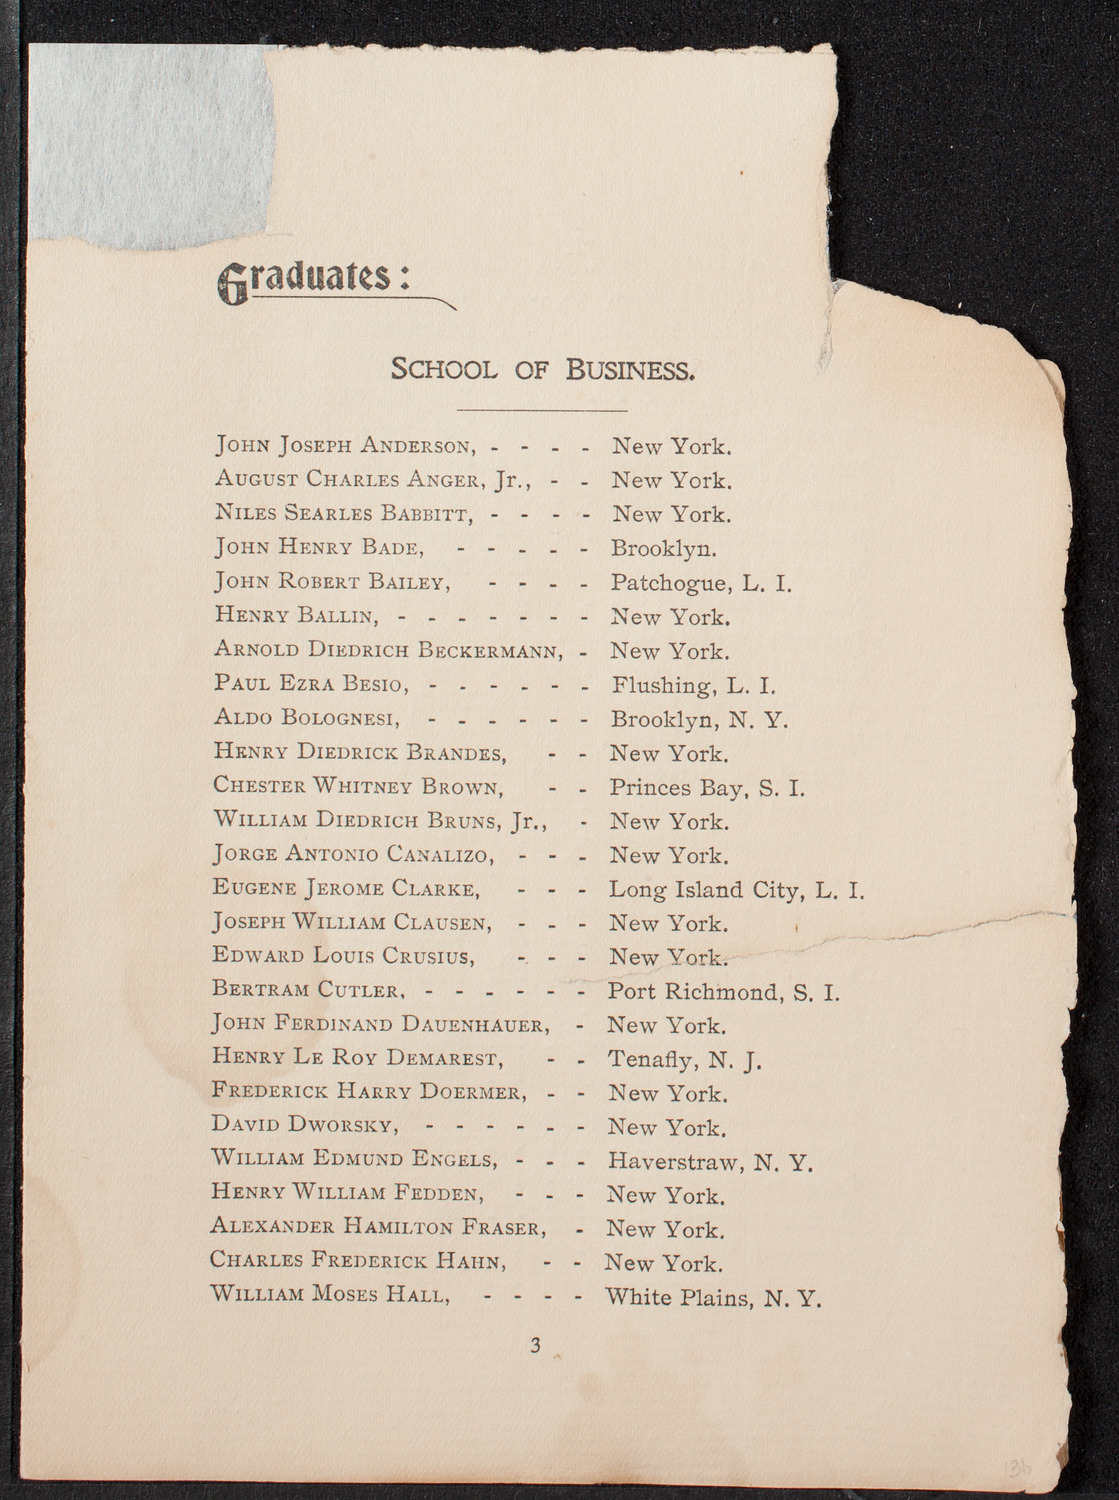 Graduates:
SCHOOL OF BUSINESS.
JOHN JOSEPH ANDERSON, - - - - New York.
AUGUST CHARLES ANGER, Jr., - - New York.
NILES SEARLES BABBITT, - - - - New York.
JOHN HENRY BADE, - - - - - Brooklyn.
JOHN ROBERT BAILEY, - - - - Patchogue, L. I.
HENRY BALLIN, - - - - - - - New York.
ARNOLD DIEDRICH BECKERMANN, - New York.
PAUL EZRA BESIO, - - - - - - Flushing, L. I.
ALDO BOLOGNESI, - - - - - - Brooklyn, N. Y.
HENRY DIEDRICK BRANDES, - - New York.
CHESTER WHITNEY BROWN, - - Princes Bay, S. I.
WILLIAM DIEDRICH BRUNS, Jr., - New York.
JORGE ANTONIO CANALIZO, - - - New York.
EUGENE JEROME CLARKE, - - - Long Island City, L. I.
JOSEPH WILLIAM CLAUSEN, - - - New York.
EDWARD LOUIS CRUSIUS, - - - New York.
BERTRAM CUTLER, - - - - - - Port Richmond, S. I.
JOHN FERDINAND DAUENHAUER, - New York.
HENRY LE ROY DEMAREST, - - Tenafly, N. J.
FREDERICK HARRY DOERMER, - - New York.
DAVID DWORSKY, - - - - - - New York.
WILLIAM EDMUND ENGELS, - - - Haverstraw, N. Y.
HENRY WILLIAM FEDDEN, - - - New York.
ALEXANDER HAMILTON FRASER, - New York.
CHARLES FREDERICK HAHN, - - New York.
WILLIAM MOSES HALL, - - - - White Plains, N. Y.
3